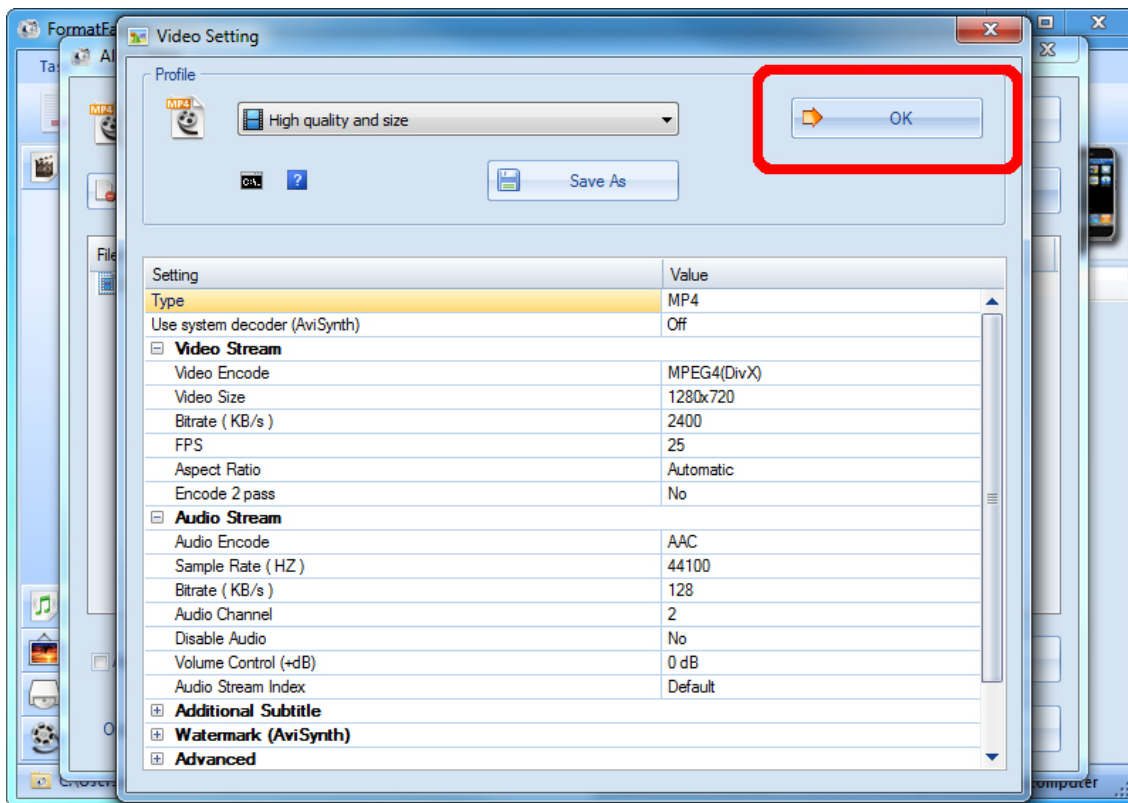 FormatFa
Video Setting
Ta
Al
Profile
MP4
High quality and size
OK
C:\.
?
Save As
File
Setting Value
Type MP4
Use system decoder (AviSynth) Off
Video Stream
Video Encode MPEG4(DivX)
Video Size 1280x720
Bitrate ( KB/s ) 2400
FPS 25
Aspect Ratio Automatic
Encode 2 pass No
Audio Stream
Audio Encode AAC
Sample Rate ( HZ ) 44100
Bitrate ( KB/s ) 128
Audio Channel 2
Disable Audio No
Volume Control (+dB) 0 dB
Audio Stream Index Default
Additional Subtitle
Watermark (AviSynth)
Advanced
O